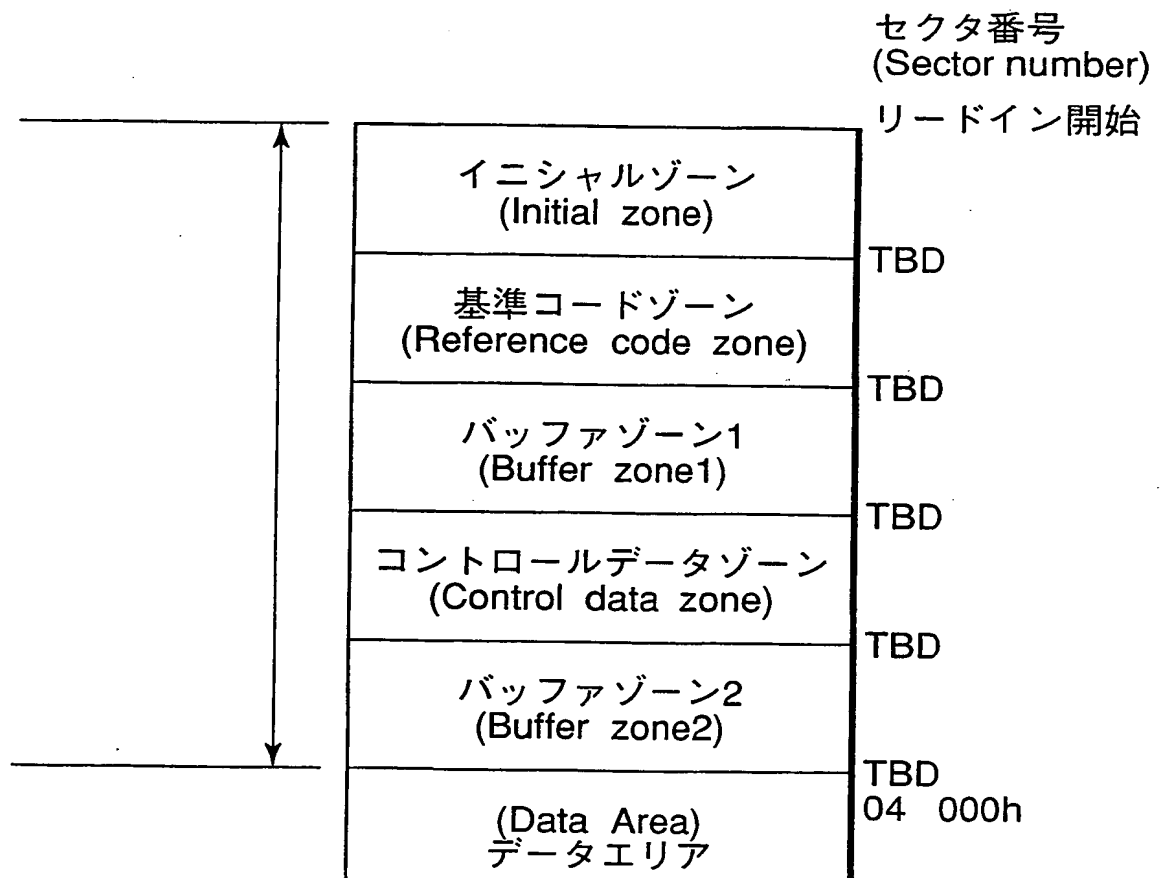 セクタ番号
(Sector number)
リードイン開始
イニシャルゾーン
(Initial zone)
TBD
基準コードゾーン
(Reference code zone)
TBD
バッファゾーン1
(Buffer zone1)
TBD
コントロールデータゾーン
(Control data zone)
TBD
バッファゾーン2
(Buffer zone2)
TBD
04 000h
(Data Area)
データエリア